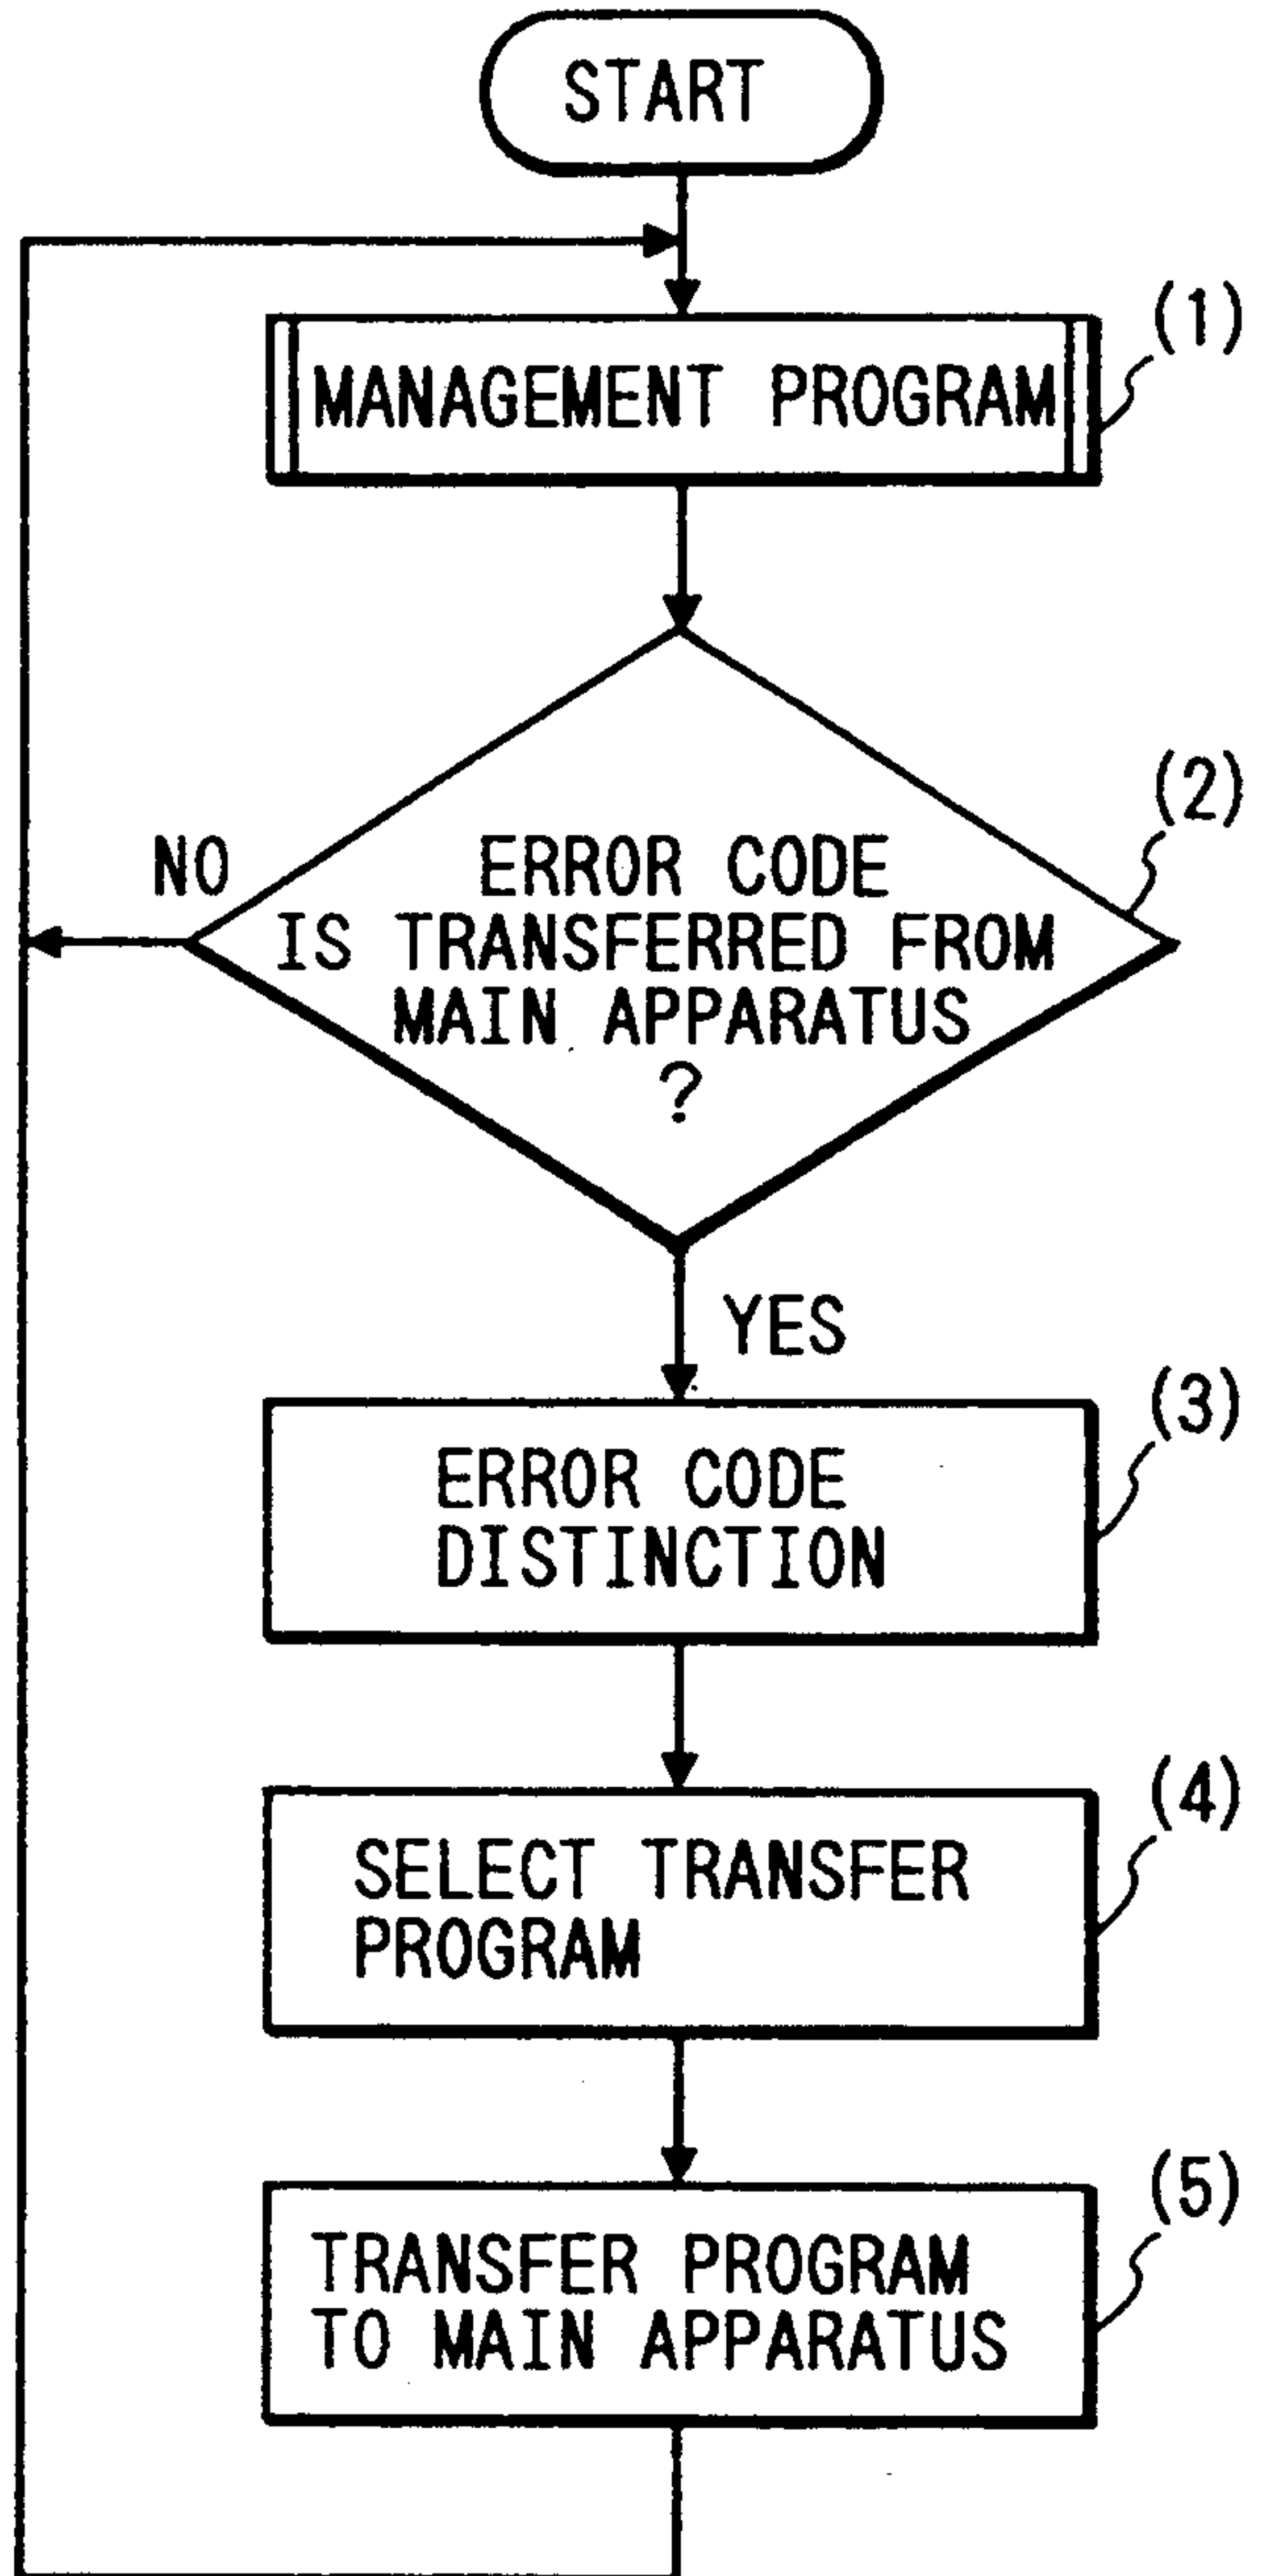 START
(1)
MANAGEMENT PROGRAM
(2)
NO
ERROR CODE
IS TRANSFERRED FROM
MAIN APPARATUS
?
YES
(3)
ERROR CODE
DISTINCTION
(4)
SELECT TRANSFER
PROGRAM
(5)
TRANSFER PROGRAM
TO MAIN APPARATUS